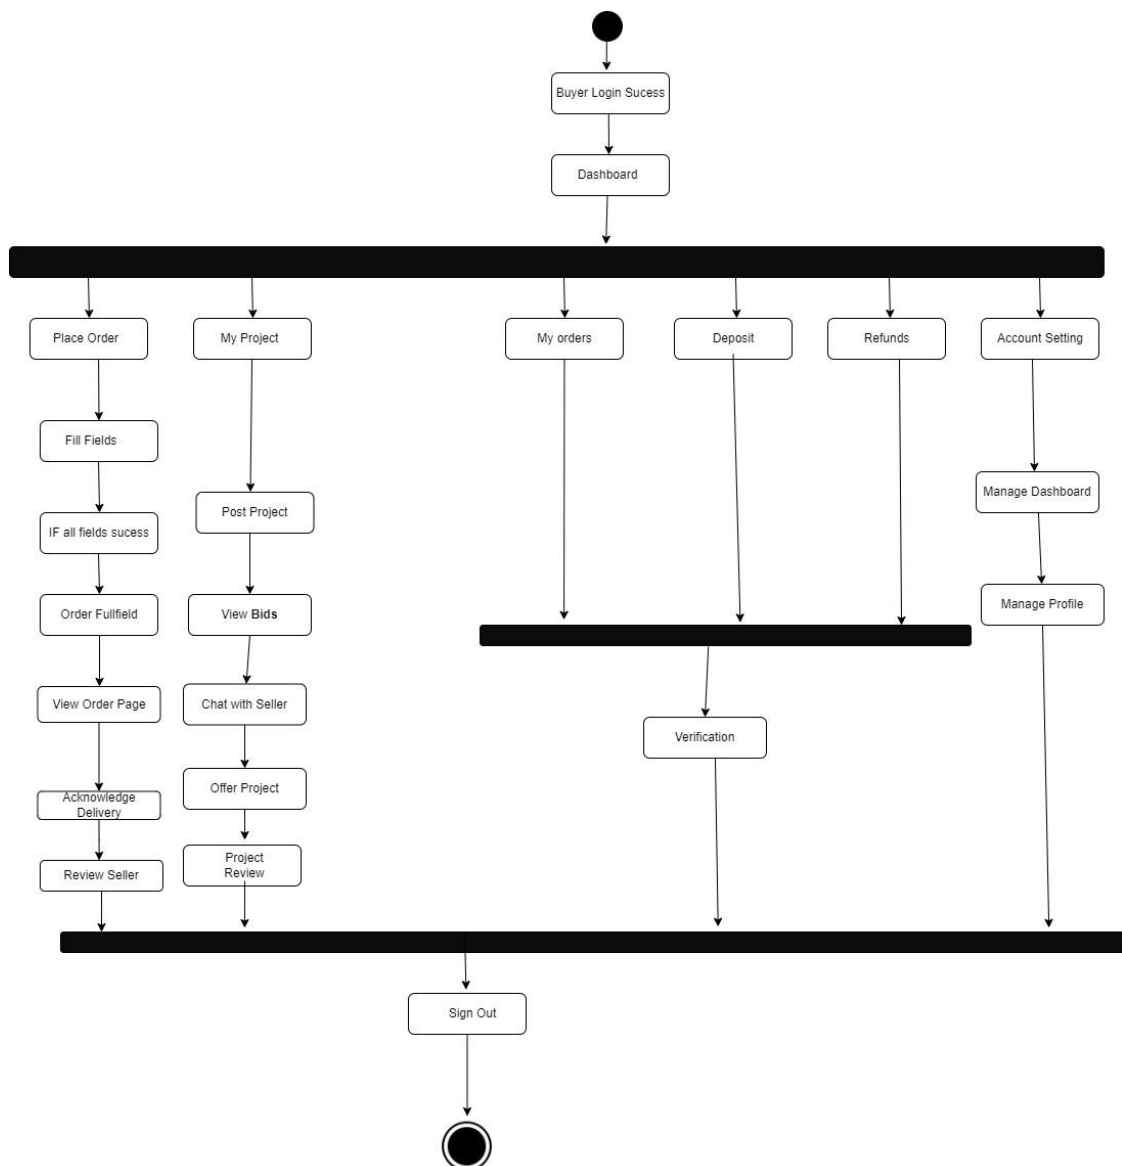 Buyer Login Sucess
Dashboard
Place Order
My Project
My orders
Deposit
Refunds
Account Setting
Fill Fields
Manage Dashboard
Post Project
IF all fields sucess
Manage Profile
Order Fullfield
View Bids
View Order Page
Chat with Seller
Verification
Offer Project
Acknowledge
Delivery
Project
Review
Review Seller
Sign Out